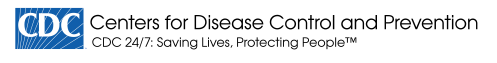 CDC Centers for Disease Control and Prevention
CDC 24/7: Saving Lives, Protecting People™